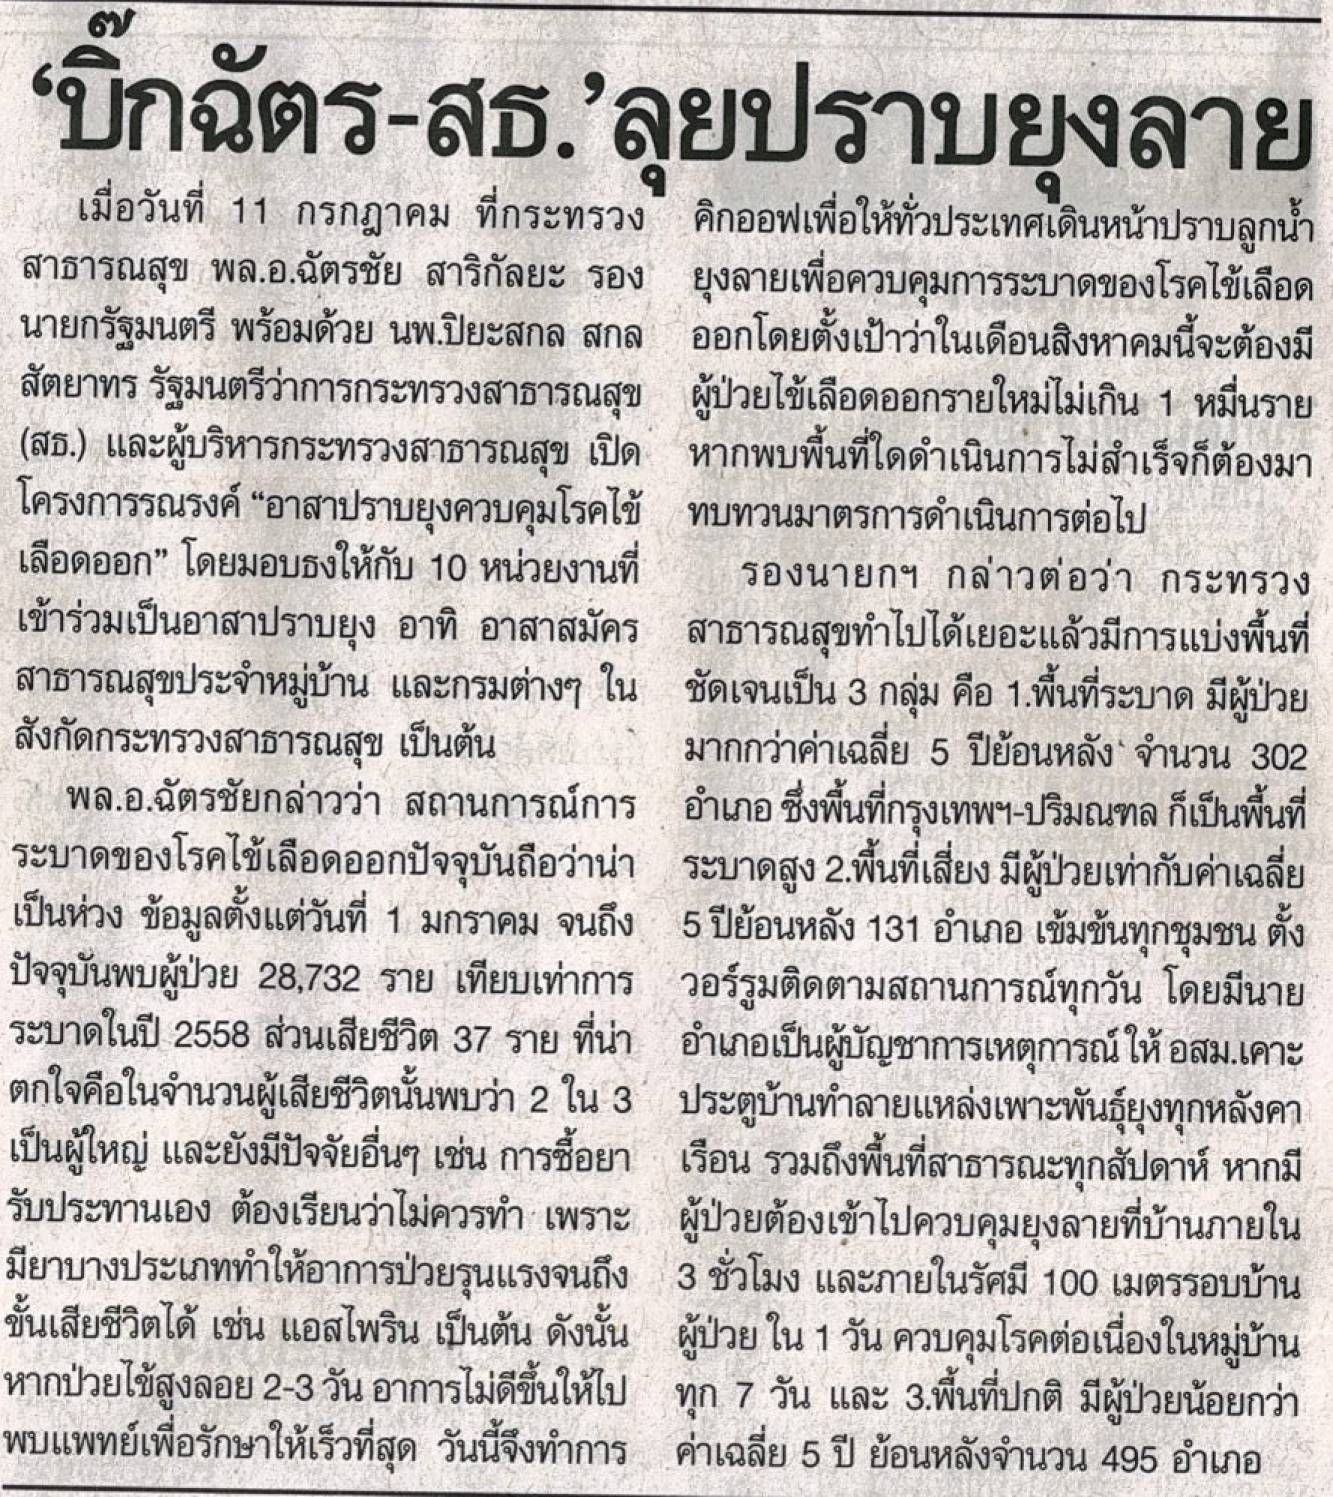 ‘บิ๊กฉัตร-สธ.’ลุยปราบยุงลาย
เมื่อวันที่ 11 กรกฎาคม ที่กระทรวง
สาธารณสุข พล.อ.ฉัตรชัย สาริกัลยะ รอง
นายกรัฐมนตรี พร้อมด้วย นพ.ปิยะสกล สกล
สัตยาทร รัฐมนตรีว่าการกระทรวงสาธารณสุข
(สธ.) และผู้บริหารกระทรวงสาธารณสุข เปิด
โครงการรณรงค์ “อาสาปราบยุงควบคุมโรคไข้
เลือดออก” โดยมอบธงให้กับ 10 หน่วยงานที่
เข้าร่วมเป็นอาสาปราบยุง อาทิ อาสาสมัคร
สาธารณสุขประจำหมู่บ้าน และกรมต่างๆ ใน
สังกัดกระทรวงสาธารณสุข เป็นต้น
พล.อ.ฉัตรชัยกล่าวว่า สถานการณ์การ
ระบาดของโรคไข้เลือดออกปัจจุบันถือว่าน่า
เป็นห่วง ข้อมูลตั้งแต่วันที่ 1 มกราคม จนถึง
ปัจจุบันพบผู้ป่วย 28,732 ราย เทียบเท่าการ
ระบาดในปี 2558 ส่วนเสียชีวิต 37 ราย ที่น่า
ตกใจคือในจำนวนผู้เสียชีวิตนั้นพบว่า 2 ใน 3
เป็นผู้ใหญ่ และยังมีปัจจัยอื่นๆ เช่น การซื้อยา
รับประทานเอง ต้องเรียนว่าไม่ควรทำ เพราะ
มียาบางประเภททำให้อาการป่วยรุนแรงจนถึง
ขั้นเสียชีวิตได้ เช่น แอสไพริน เป็นต้น ดังนั้น
หากป่วยไข้สูงลอย 2-3 วัน อาการไม่ดีขึ้นให้ไป
พบแพทย์เพื่อรักษาให้เร็วที่สุด วันนี้จึงทำการ
คิกออฟเพื่อให้ทั่วประเทศเดินหน้าปราบลูกน้ำ
ยุงลายเพื่อควบคุมการระบาดของโรคไข้เลือด
ออกโดยตั้งเป้าว่าในเดือนสิงหาคมนี้จะต้องมี
ผู้ป่วยไข้เลือดออกรายใหม่ไม่เกิน 1 หมื่นราย
หากพบพื้นที่ใดดำเนินการไม่สำเร็จก็ต้องมา
ทบทวนมาตรการดำเนินการต่อไป
รองนายกฯ กล่าวต่อว่า กระทรวง
สาธารณสุขทำไปได้เยอะแล้วมีการแบ่งพื้นที่
ชัดเจนเป็น 3 กลุ่ม คือ 1.พื้นที่ระบาด มีผู้ป่วย
มากกว่าค่าเฉลี่ย 5 ปีย้อนหลัง จำนวน 302
อำเภอ ซึ่งพื้นที่กรุงเทพฯ-ปริมณฑล ก็เป็นพื้นที่
ระบาดสูง 2.พื้นที่เสี่ยง มีผู้ป่วยเท่ากับค่าเฉลี่ย
5 ปีย้อนหลัง 131 อำเภอ เข้มข้นทุกชุมชน ตั้ง
วอร์รูมติดตามสถานการณ์ทุกวัน โดยมีนาย
อำเภอเป็นผู้บัญชาการเหตุการณ์ ให้ อสม.เคาะ
ประตูบ้านทำลายแหล่งเพาะพันธุ์ยุงทุกหลังคา
เรือน รวมถึงพื้นที่สาธารณะทุกสัปดาห์ หากมี
ผู้ป่วยต้องเข้าไปควบคุมยุงลายที่บ้านภายใน
3 ชั่วโมง และภายในรัศมี 100 เมตรรอบบ้าน
ผู้ป่วย ใน 1 วัน ควบคุมโรคต่อเนื่องในหมู่บ้าน
ทุก 7 วัน และ 3.พื้นที่ปกติ มีผู้ป่วยน้อยกว่า
ค่าเฉลี่ย 5 ปี ย้อนหลังจำนวน 495 อำเภอ